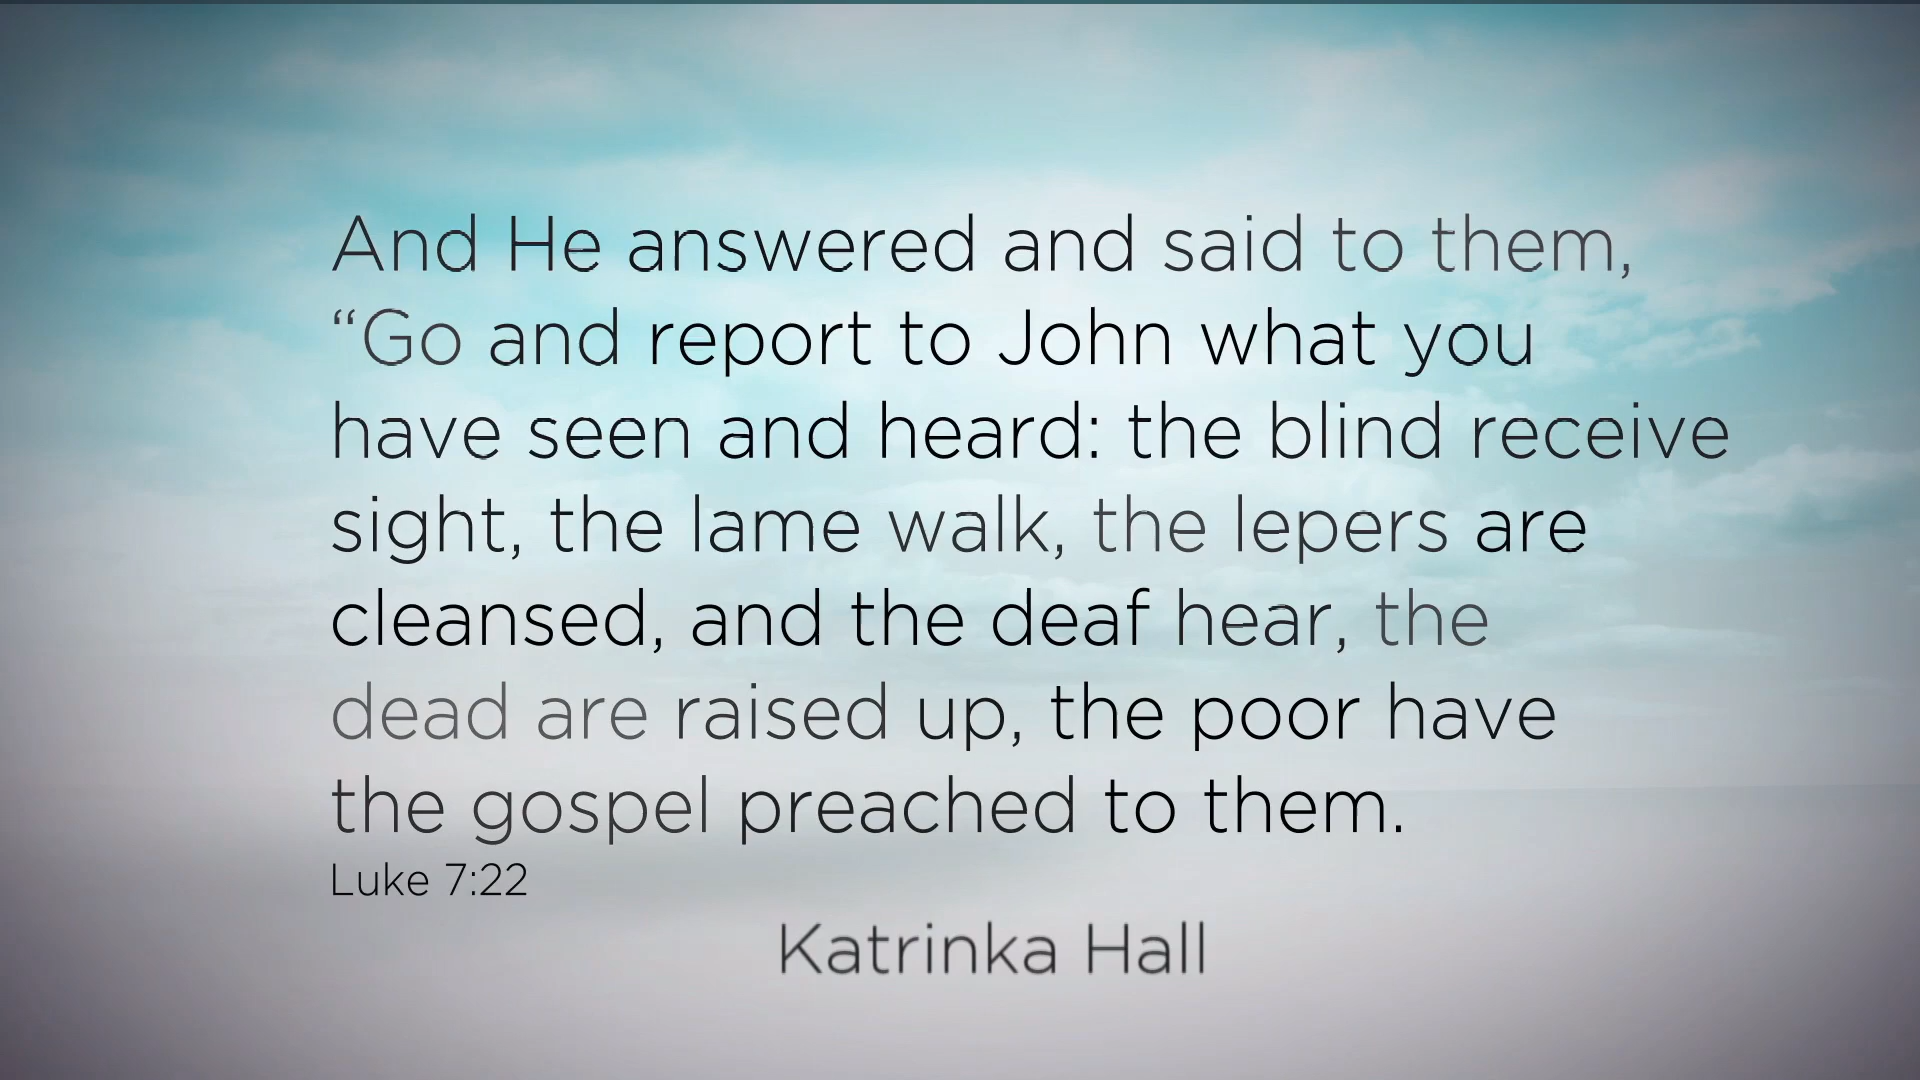 And He answered and said to them,
“Go and report to John what you
have seen and heard: the blind receive
sight, the lame walk, the lepers are
cleansed, and the deaf hear, the
dead are raised up, the poor have
the gospel preached to them.
Luke 7:22
Katrinka Hall